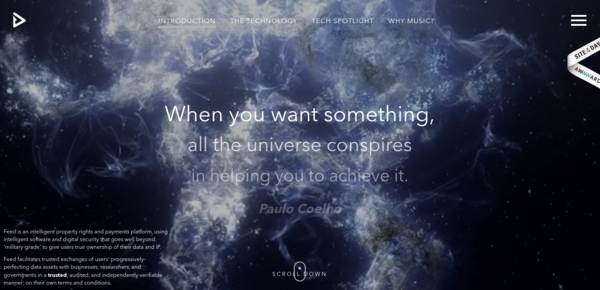 INTRODUCTION THE TECHNOLOGY TECH SPOTLIGHT WHY MUSIC?
SITE OF THE DAY
When you want something,
all the universe conspires
in helping you to achieve it.
Paulo Coelho
Feed is an intelligent property rights and payments platform, using
intelligent software and digital security that goes well beyond
'military-grade' to give users true ownership of their data and IP.
Feed facilitates trusted exchanges of users' progressively-
perfecting data assets with businesses, researchers, and
governments in a trusted, audited, and independently verifiable
manner; on their own terms and conditions.
SCROLL DOWN